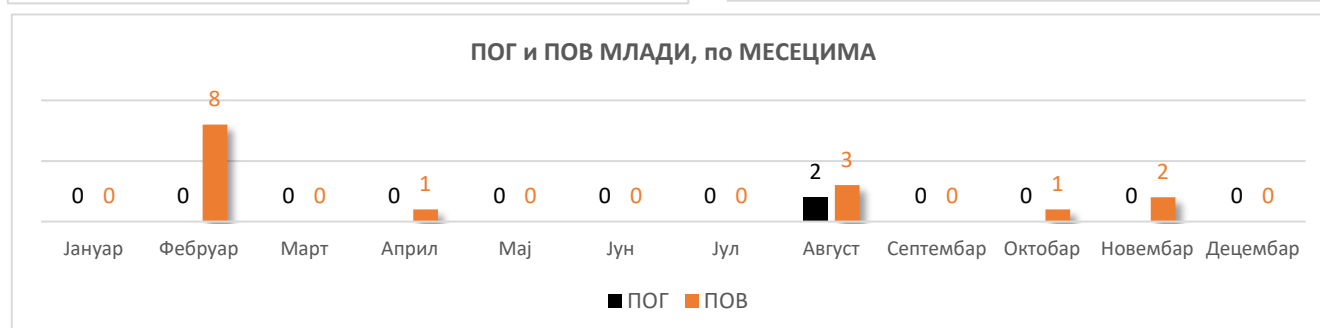 ПОГ и ПОВ МЛАДИ, по МЕСЕЦИМА
8
0 0 0 0 0 0 1 0 0 0 0 0 0 2 3 0 0 0 1 0 2 0 0
Јануар Фебруар Март Април Мај Јун Јул Август Септембар Октобар Новембар Децембар
ПОГ ПОВ